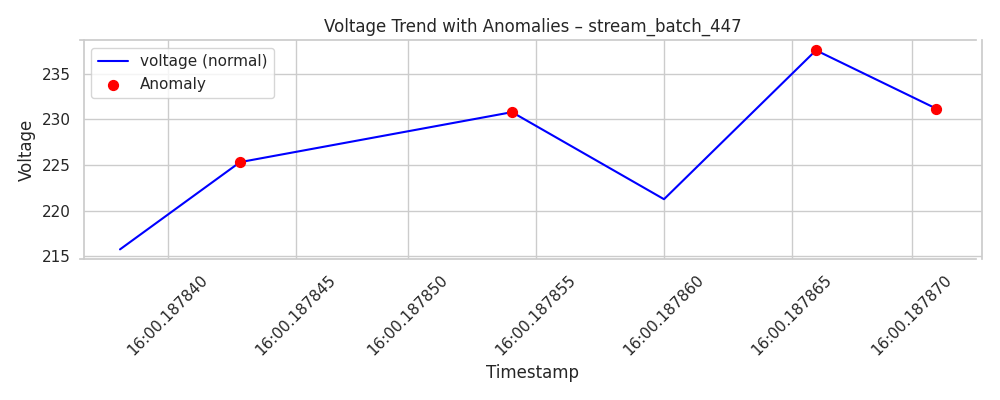 Voltage Trend with Anomalies – stream_batch_447
voltage (normal)
Anomaly
Voltage
235
230
225
220
215
16:00.187840
16:00.187845
16:00.187850
16:00.187855
16:00.187860
16:00.187865
16:00.187870
Timestamp